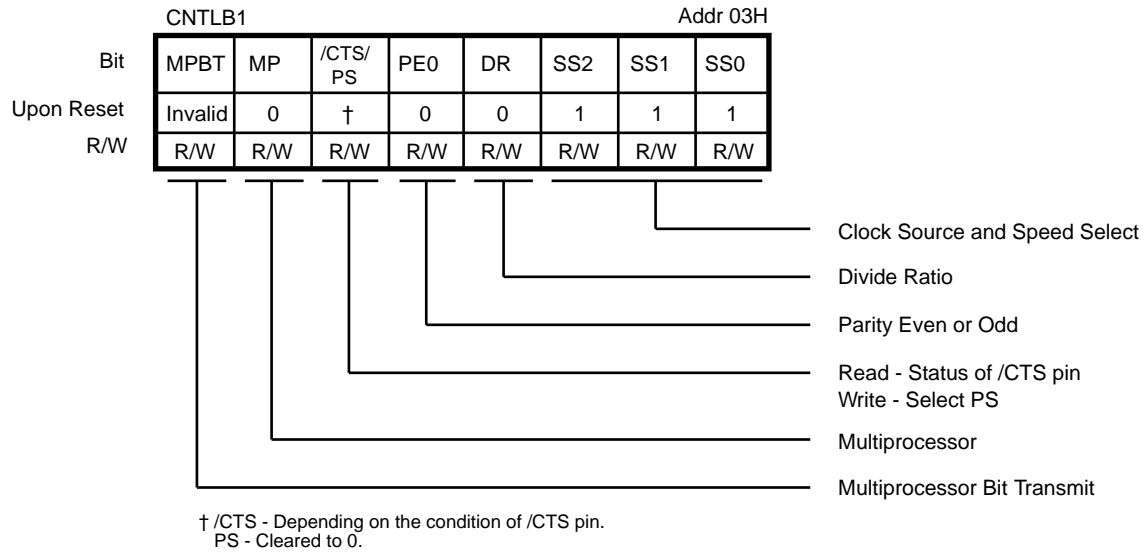 CNTLB1 Addr 03H
Bit MPBT MP /CTS/ PS PE0 DR SS2 SS1 SS0
Upon Reset Invalid 0 † 0 0 1 1 1
R/W R/W R/W R/W R/W R/W R/W R/W R/W
Clock Source and Speed Select
Divide Ratio
Parity Even or Odd
Read - Status of /CTS pin
Write - Select PS
Multiprocessor
Multiprocessor Bit Transmit
† /CTS - Depending on the condition of /CTS pin.
PS - Cleared to 0.